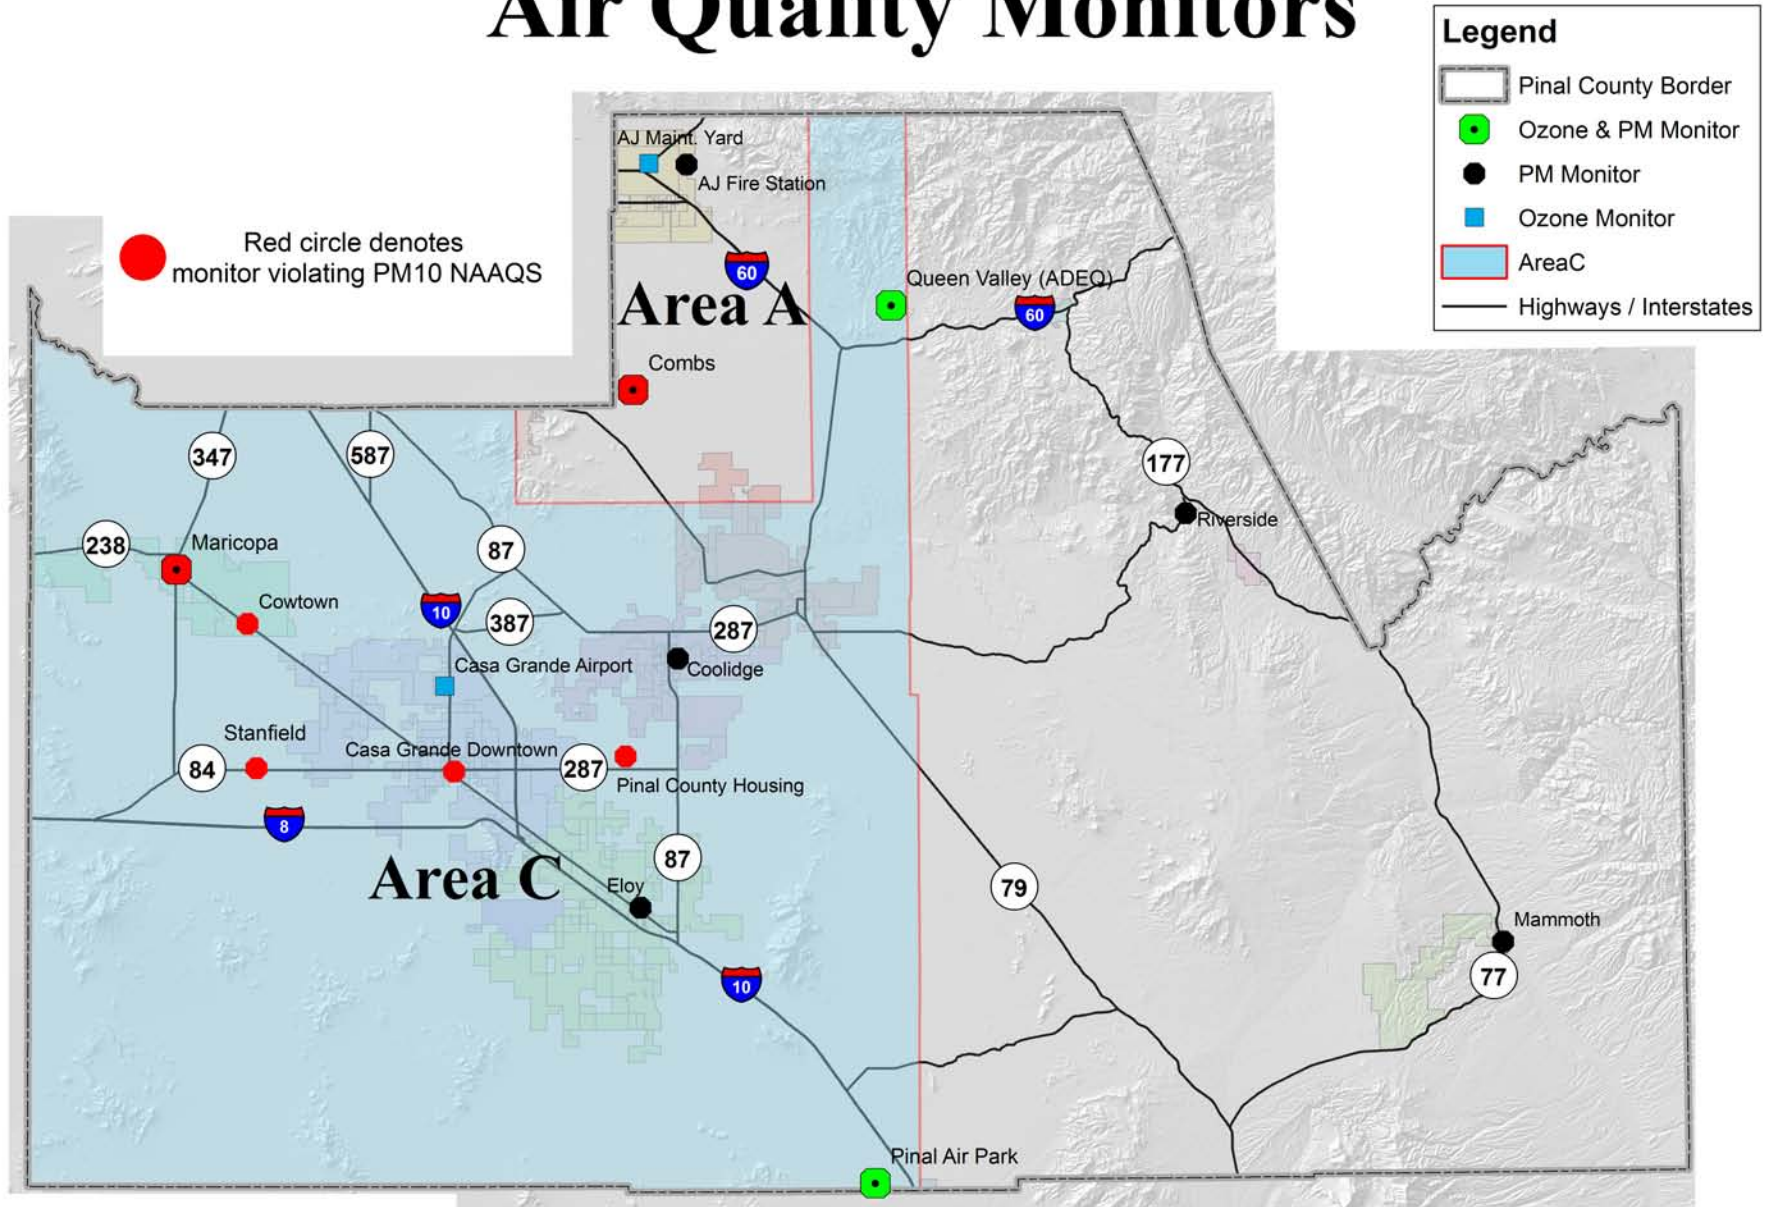 Air Quality Monitors
Legend
Pinal County Border
Ozone & PM Monitor
PM Monitor
Ozone Monitor
AreaC
Highways / Interstates
Red circle denotes
monitor violating PM10 NAAQS
AJ Maint. Yard
AJ Fire Station
60
Area A
Queen Valley (ADEQ)
60
Combs
347
587
177
Riverside
238
Maricopa
87
Cowtown
10
387
287
Casa Grande Airport
Coolidge
Stanfield
Casa Grande Downtown
84
287
Pinal County Housing
8
Area C
87
Eloy
79
Mammoth
77
10
Pinal Air Park